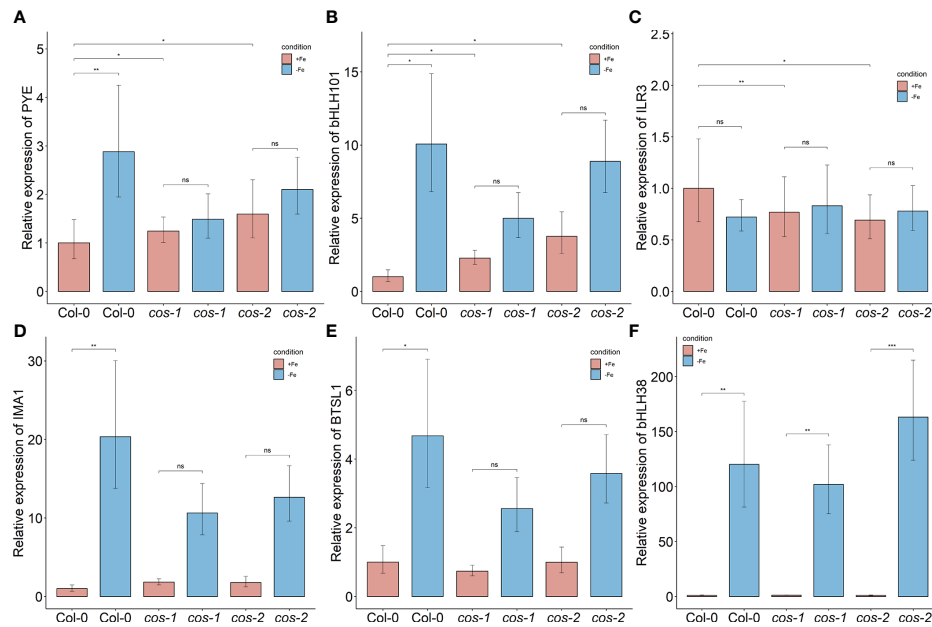 A
Relative expression of PYE
5
4
3
2
1
0
*
*
**
ns
ns
condition
+Fe
-Fe
Col-0 Col-0 cos-1 cos-1 cos-2 cos-2
B
Relative expression of bHLH101
15
10
5
0
*
*
*
ns
ns
condition
+Fe
-Fe
Col-0 Col-0 cos-1 cos-1 cos-2 cos-2
C
Relative expression of ILR3
2.5
2.0
1.5
1.0
0.5
0.0
*
**
ns
ns
ns
condition
+Fe
-Fe
Col-0 Col-0 cos-1 cos-1 cos-2 cos-2
D
Relative expression of IMA1
30
20
10
0
**
ns
ns
condition
+Fe
-Fe
Col-0 Col-0 cos-1 cos-1 cos-2 cos-2
E
Relative expression of BTSL1
6
4
2
0
*
ns
ns
condition
+Fe
-Fe
Col-0 Col-0 cos-1 cos-1 cos-2 cos-2
F
Relative expression of bHLH38
200
150
100
50
0
condition
+Fe
-Fe
**
**
***
Col-0 Col-0 cos-1 cos-1 cos-2 cos-2